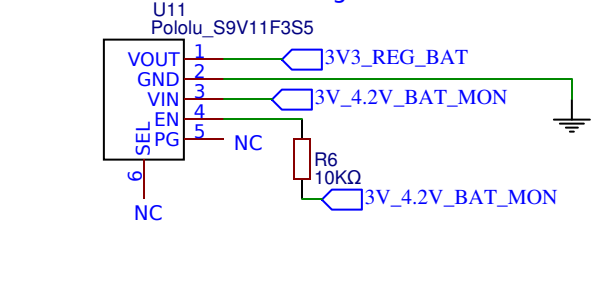 U11
Pololu_S9V11F3S5
VOUT 1 3V3_REG_BAT
GND 2
VIN 3 3V_4.2V_BAT_MON
EN 4
PG 5 NC
SEL
6
R6
10KΩ
3V_4.2V_BAT_MON
NC